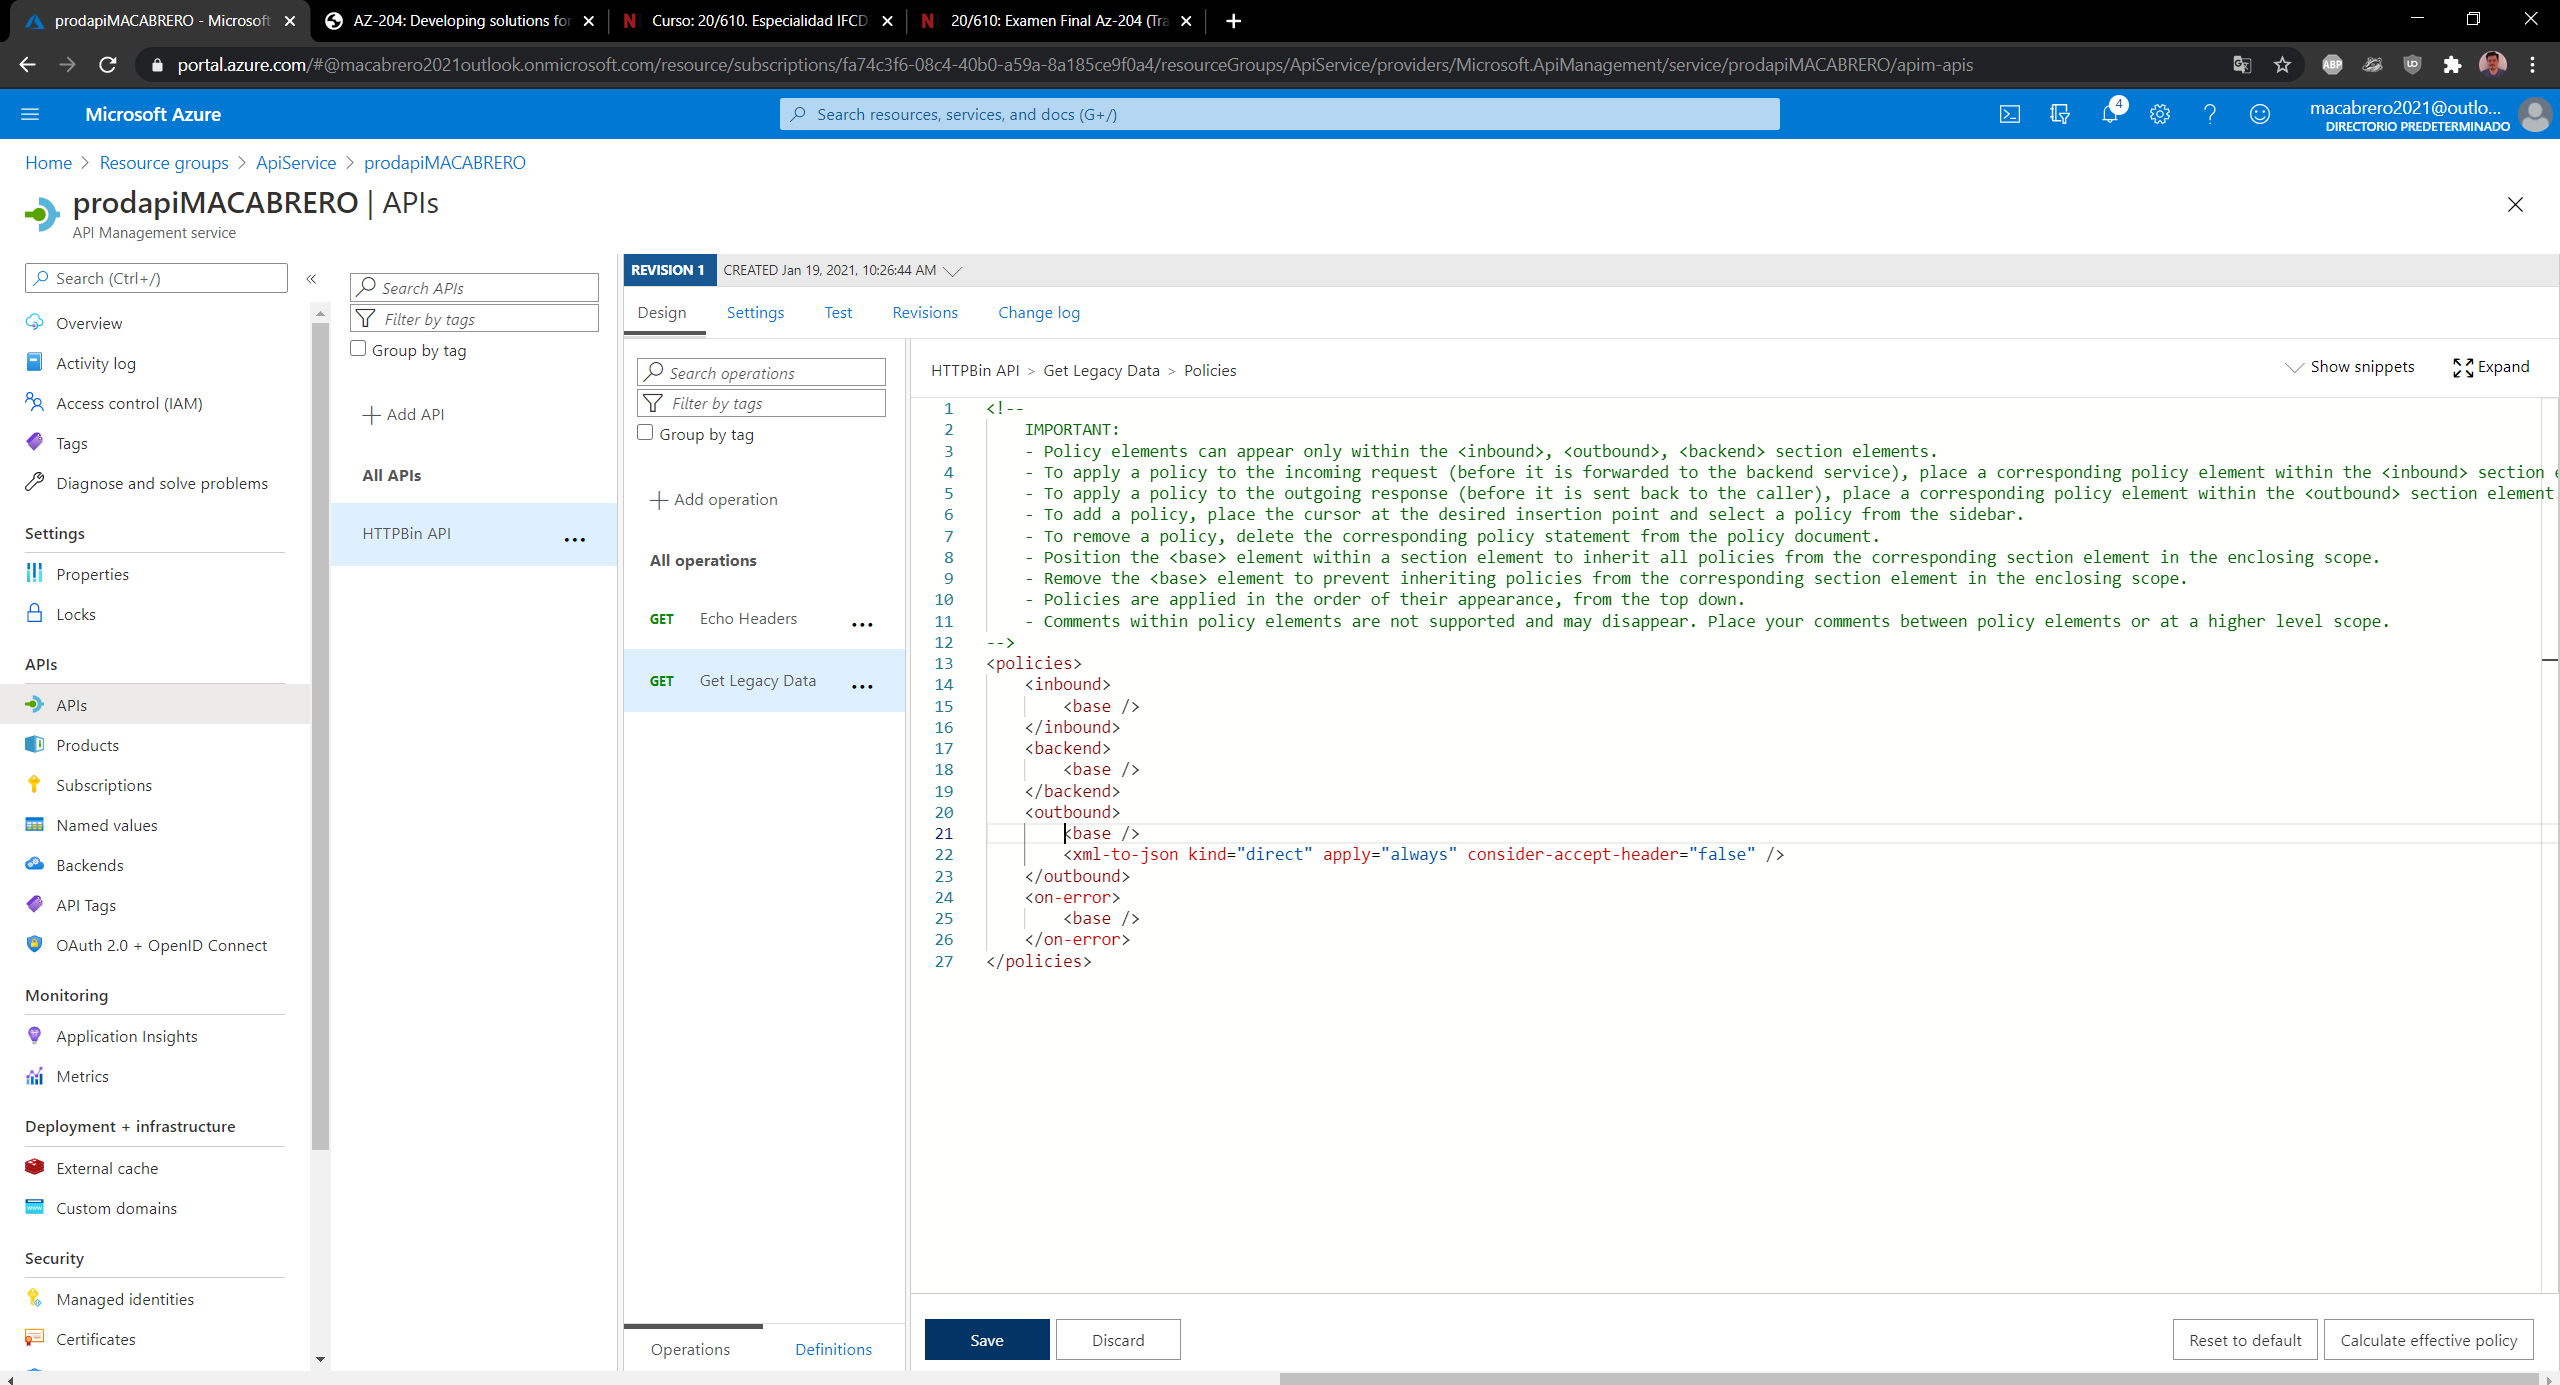 prodapiMACABRERO - Microsoft
AZ-204: Developing solutions for
Curso: 20/610. Especialidad IFCD
20/610: Examen Final Az-204 (Tra
portal.azure.com/#@macabrero2021outlook.onmicrosoft.com/resource/subscriptions/fa74c3f6-08c4-40b0-a59a-8a185ce9f0a4/resourceGroups/ApiService/providers/Microsoft.ApiManagement/service/prodapiMACABRERO/apim-apis
ABP
Microsoft Azure
Search resources, services, and docs (G+/)
4
macabrero2021@outlo...
DIRECTORIO PREDETERMINADO
Home > Resource groups > ApiService > prodapiMACABRERO
prodapiMACABRERO | APIs
API Management service
Search (Ctrl+/)
«
Overview
Activity log
Access control (IAM)
Tags
Diagnose and solve problems
Settings
Properties
Locks
APIs
APIs
Products
Subscriptions
Named values
Backends
API Tags
OAuth 2.0 + OpenID Connect
Monitoring
Application Insights
Metrics
Deployment + infrastructure
External cache
Custom domains
Security
Managed identities
Certificates
Search APIs
Filter by tags
Group by tag
+ Add API
All APIs
HTTPBin API ...
REVISION 1 CREATED Jan 19, 2021, 10:26:44 AM
Design Settings Test Revisions Change log
Search operations
Filter by tags
Group by tag
+ Add operation
All operations
GET Echo Headers ...
GET Get Legacy Data ...
Operations Definitions
HTTPBin API > Get Legacy Data > Policies
Show snippets
Expand
1 <!--
2 IMPORTANT:
3 - Policy elements can appear only within the <inbound>, <outbound>, <backend> section elements.
4 - To apply a policy to the incoming request (before it is forwarded to the backend service), place a corresponding policy element within the <inbound> section e
5 - To apply a policy to the outgoing response (before it is sent back to the caller), place a corresponding policy element within the <outbound> section element
6 - To add a policy, place the cursor at the desired insertion point and select a policy from the sidebar.
7 - To remove a policy, delete the corresponding policy statement from the policy document.
8 - Position the <base> element within a section element to inherit all policies from the corresponding section element in the enclosing scope.
9 - Remove the <base> element to prevent inheriting policies from the corresponding section element in the enclosing scope.
10 - Policies are applied in the order of their appearance, from the top down.
11 - Comments within policy elements are not supported and may disappear. Place your comments between policy elements or at a higher level scope.
12 -->
13 <policies>
14 <inbound>
15 <base />
16 </inbound>
17 <backend>
18 <base />
19 </backend>
20 <outbound>
21 <base />
22 <xml-to-json kind="direct" apply="always" consider-accept-header="false" />
23 </outbound>
24 <on-error>
25 <base />
26 </on-error>
27 </policies>
Save
Discard
Reset to default
Calculate effective policy